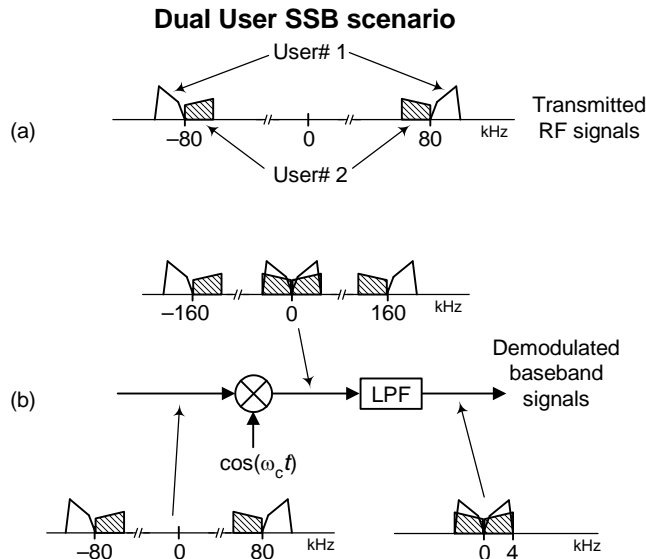 Dual User SSB scenario
User# 1
(a)
–80
0
80
kHz
Transmitted
RF signals
User# 2
–160
0
160
kHz
(b)
LPF
Demodulated
baseband
signals
cos(ω_c t)
–80
0
80
kHz
0 4
kHz